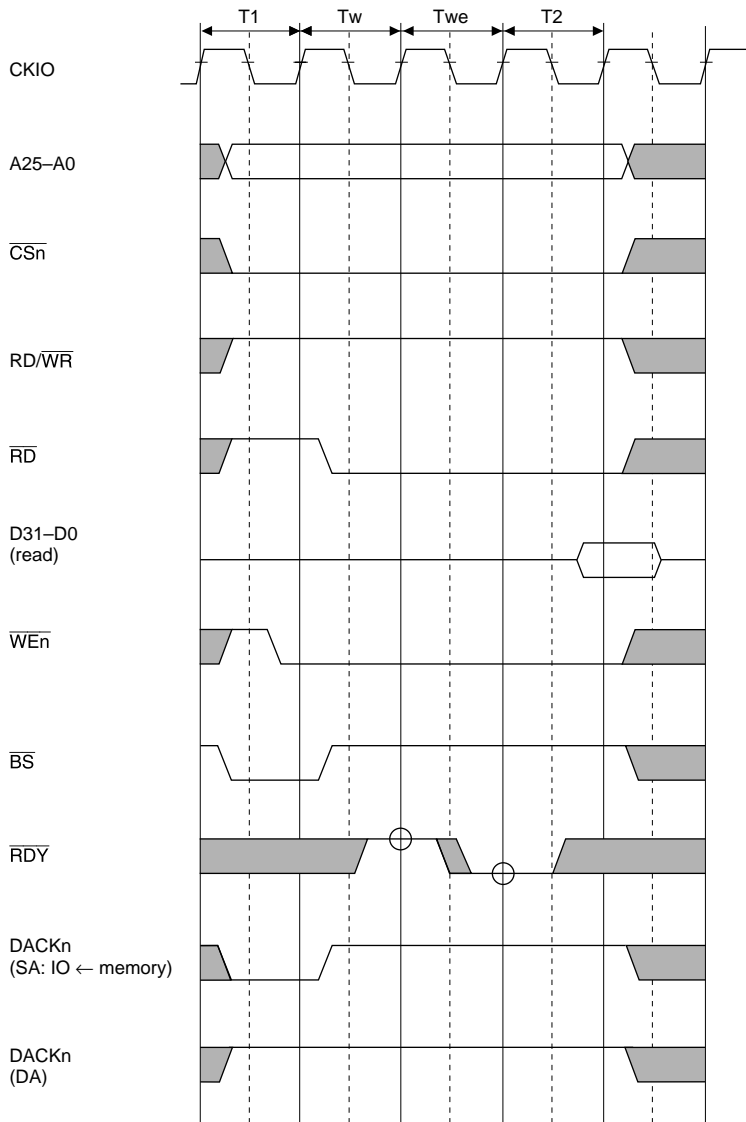 T1 Tw Twe T2
CKIO
A25–A0
CSn
RD/WR
RD
D31–D0
(read)
WEn
BS
RDY
DACKn
(SA: IO ← memory)
DACKn
(DA)